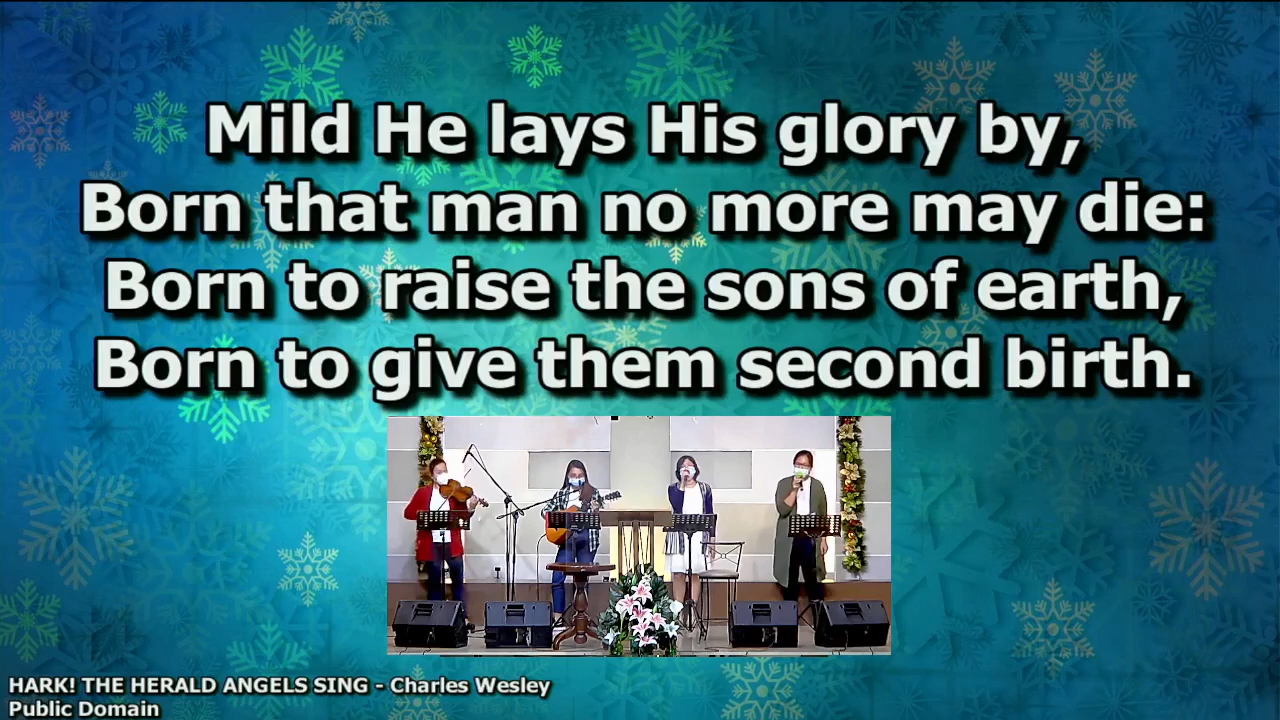 Mild He lays His glory by,
Born that man no more may die:
Born to raise the sons of earth,
Born to give them second birth.
HARK! THE HERALD ANGELS SING - Charles Wesley
Public Domain